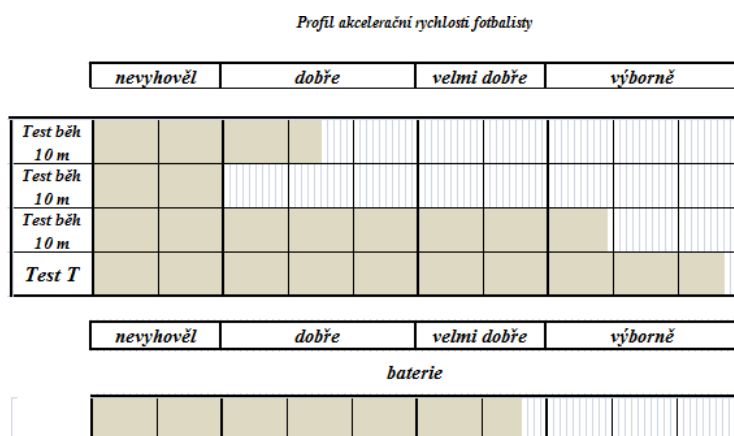 Profil akcelerační rychlosti fotbalisty
nevyhověl dobře velmi dobře výborně
Test běh
10 m
Test běh
10 m
Test běh
10 m
Test T
nevyhověl dobře velmi dobře výborně
baterie